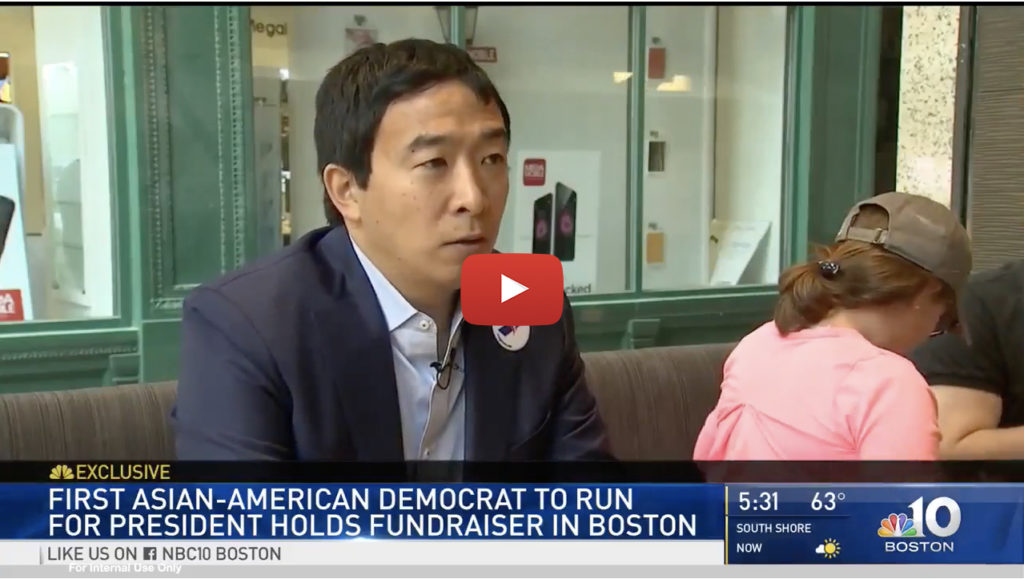 EXCLUSIVE
FIRST ASIAN-AMERICAN DEMOCRAT TO RUN
FOR PRESIDENT HOLDS FUNDRAISER IN BOSTON
LIKE US ON NBC10 BOSTON
For Internal Use Only
5:31 63°
SOUTH SHORE
NOW
10
BOSTON